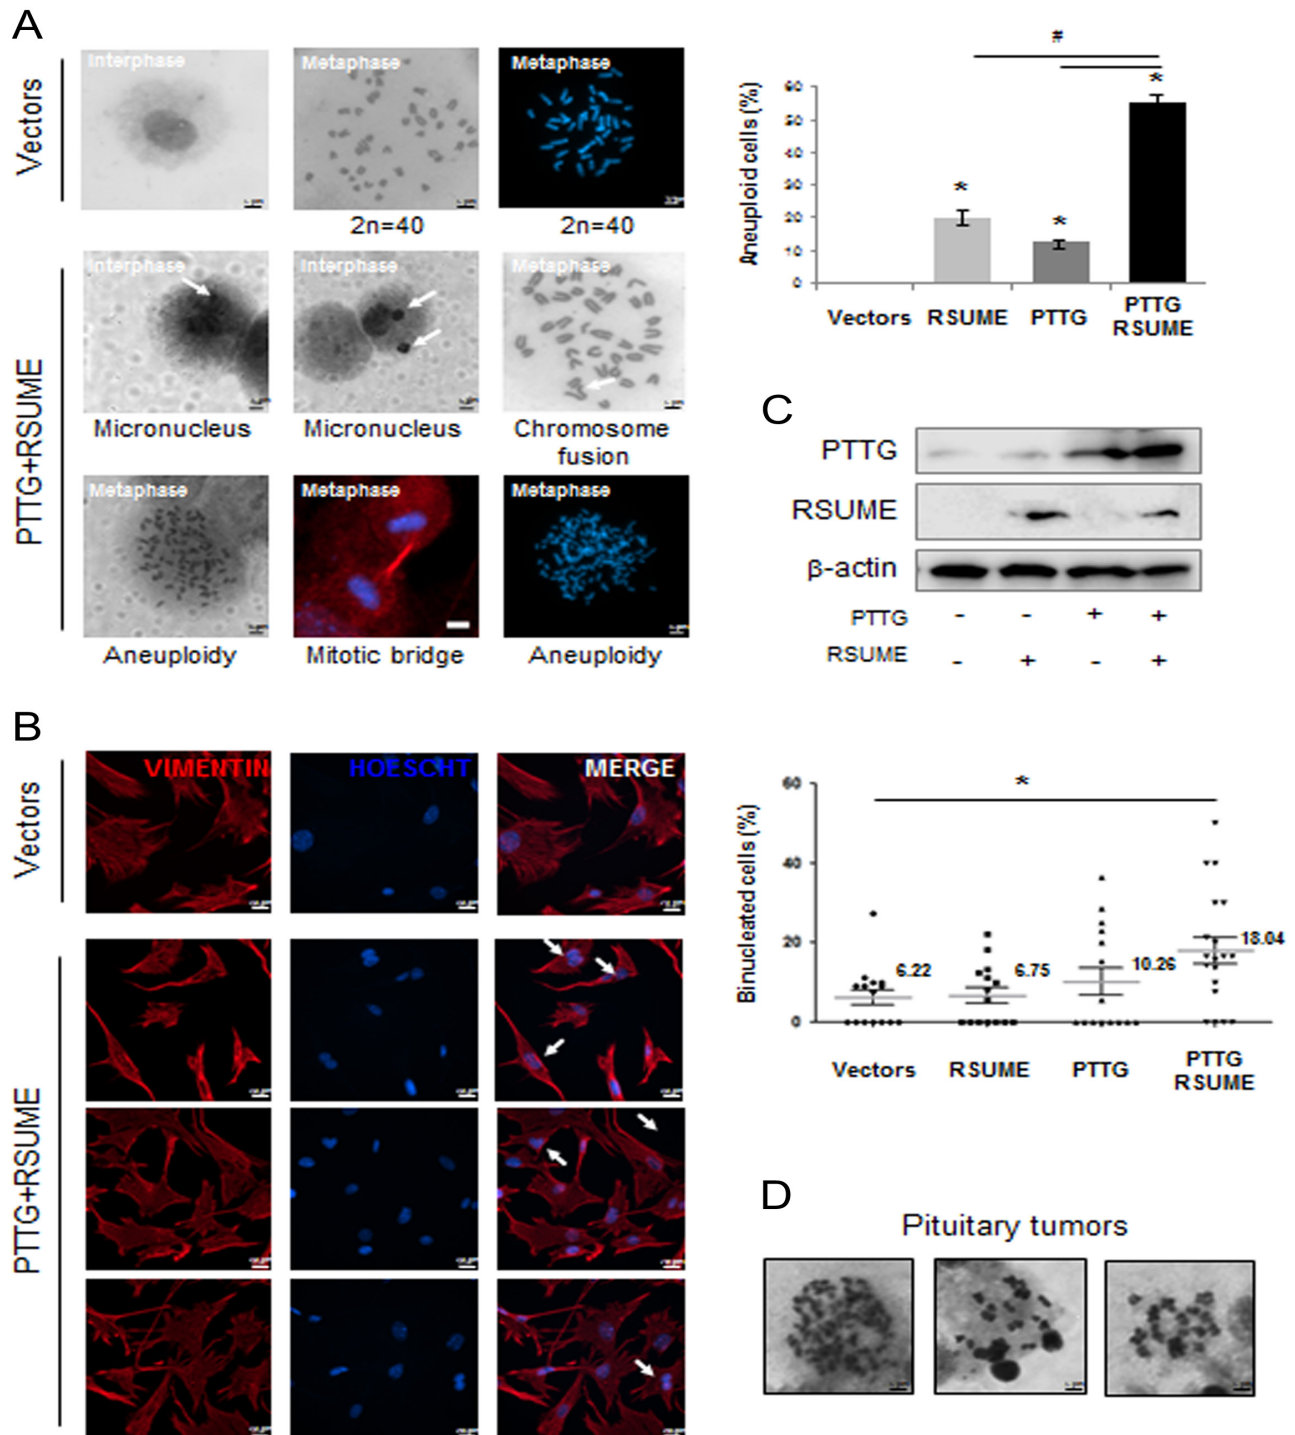 A
Vectors
Interphase
Metaphase
Metaphase
2n=40
2n=40
PTTG+RSUME
Interphase
Interphase
Metaphase
Micronucleus
Micronucleus
Chromosome
fusion
Metaphase
Metaphase
Metaphase
Aneuploidy
Mitotic bridge
Aneuploidy
Aneuploid cells (%)
60
50
40
30
20
10
0
#
*
*
*
Vectors
RSUME
PTTG
PTTG
RSUME
C
PTTG
RSUME
β-actin
PTTG - - + +
RSUME - + - +
B
Vectors
VIMENTIN
HOESCHT
MERGE
PTTG+RSUME
Binucleated cells (%)
60
40
20
0
*
6.22
6.75
10.26
18.04
Vectors
RSUME
PTTG
PTTG
RSUME
D
Pituitary tumors